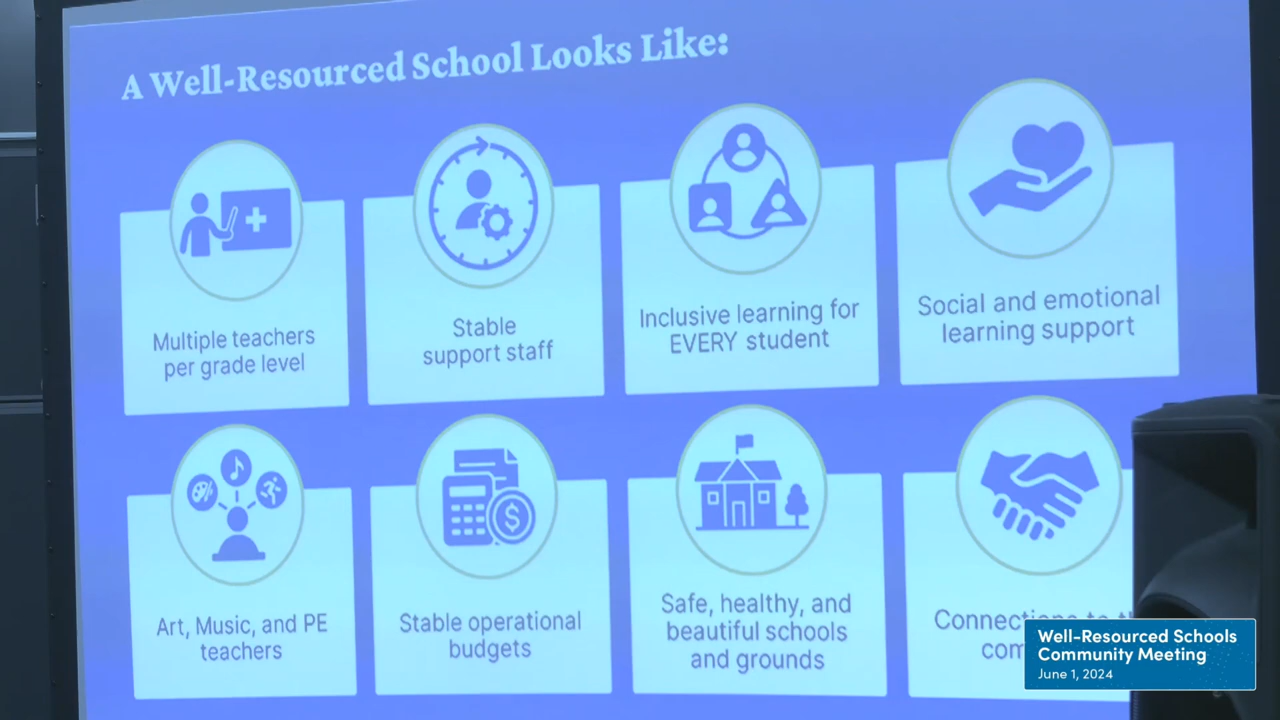 A Well-Resourced School Looks Like:
Multiple teachers
per grade level
Stable
support staff
Inclusive learning for
EVERY student
Social and emotional
learning support
Art, Music, and PE
teachers
Stable operational
budgets
Safe, healthy, and
beautiful schools
and grounds
Connections to
Well-Resourced Schools
Community Meeting
June 1, 2024